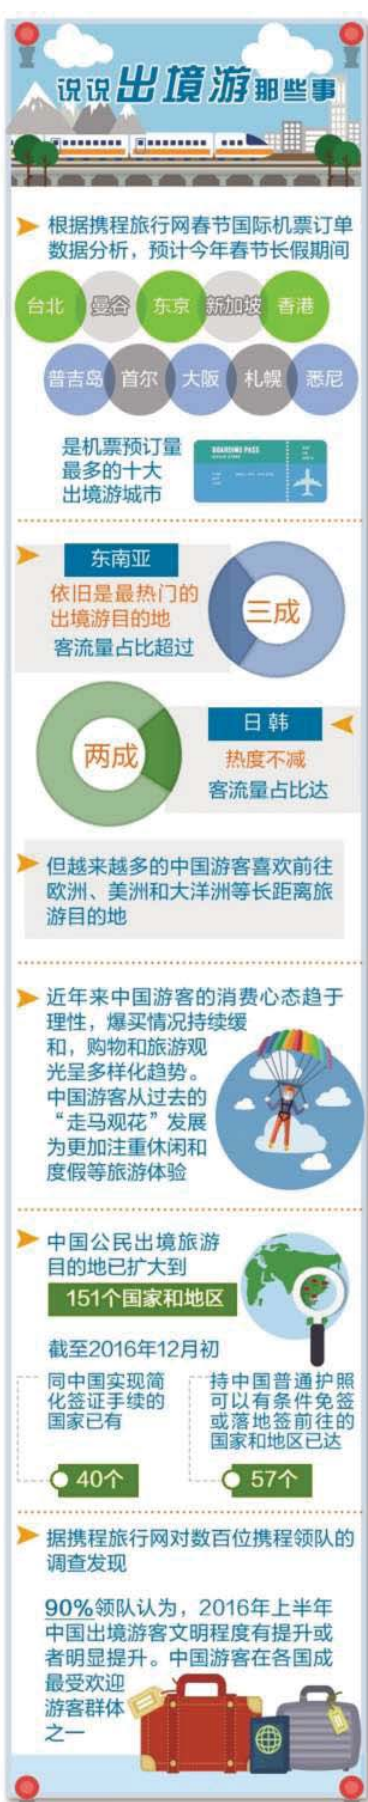 说说出境游那些事
根据携程旅行网春节国际机票订单
数据分析，预计今年春节长假期间
台北 曼谷 东京 新加坡 香港
普吉岛 首尔 大阪 札幌 悉尼
是机票预订量
最多的十大
出境游城市
BOARDING PASS
东南亚
依旧是最热门的
出境游目的地
客流量占比超过
三成
两成
日韩
热度不减
客流量占比达
但越来越多的中国游客喜欢前往
欧洲、美洲和大洋洲等长距离旅
游目的地
近年来中国游客的消费心态趋于
理性，爆买情况持续缓
和，购物和旅游观
光呈多样化趋势。
中国游客从过去的
“走马观花”发展
为更加注重休闲和
度假等旅游体验
中国公民出境旅游
目的地已扩大到
151个国家和地区
截至2016年12月初
同中国实现简
化签证手续的
国家已有
40个
持中国普通护照
可以有条件免签
或落地签前往的
国家和地区已达
57个
据携程旅行网对数百位携程领队的
调查发现
90%领队认为，2016年上半年
中国出境游客文明程度有提升或
者明显提升。中国游客在各国成
最受欢迎
游客群体
之一